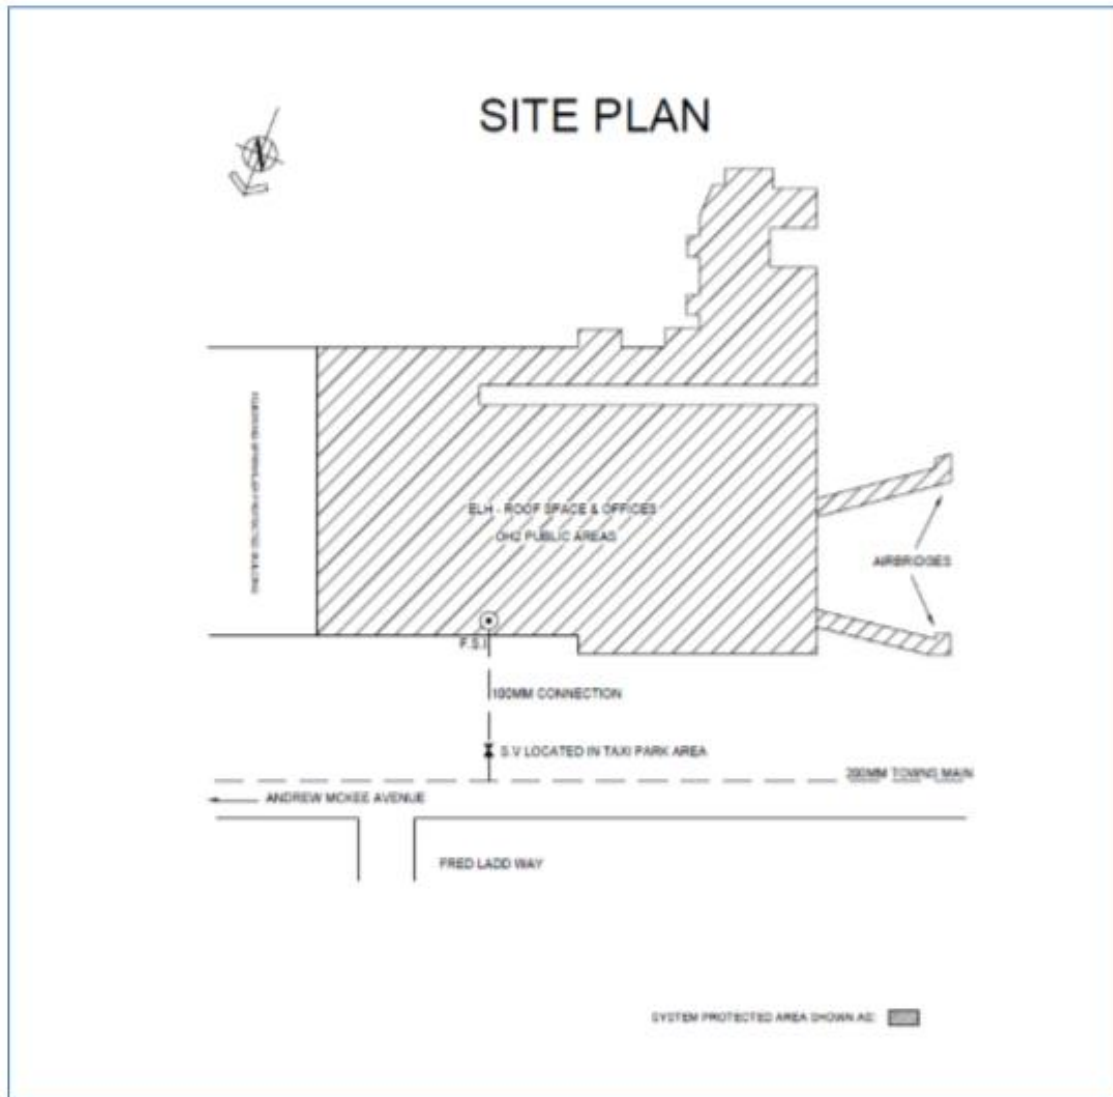 SITE PLAN
N
ELH - ROOF SPACE & OFFICES
OH2 PUBLIC AREAS
AIRBRIDGES
F.S.I
100MM CONNECTION
S.V LOCATED IN TAXI PARK AREA
200MM TOWNS MAIN
ANDREW MCKEE AVENUE
FRED LADD WAY
SYSTEM PROTECTED AREA SHOWN AS: